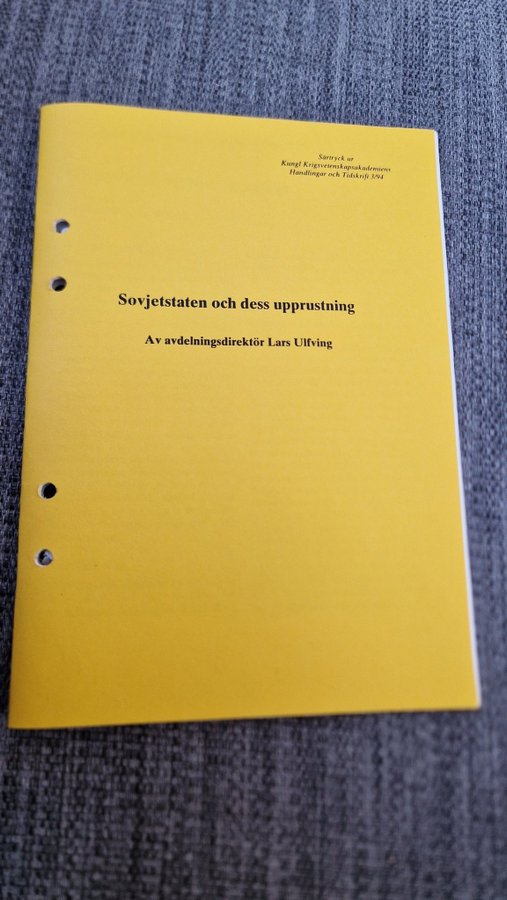 Särtryck ur
Kungl Krigsvetenskapsakademiens
Handlingar och Tidskrift 3/94
Sovjetstaten och dess upprustning
Av avdelningsdirektör Lars Ulfving